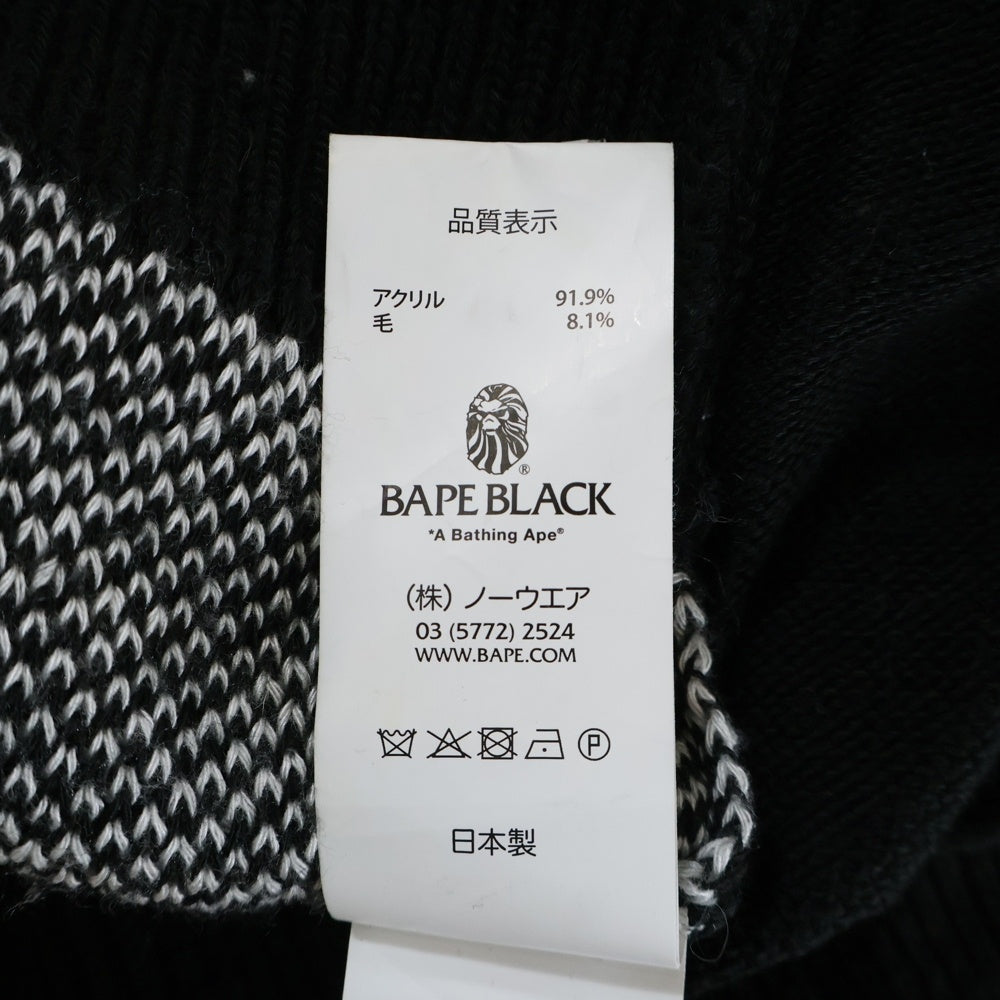 品質表示
アクリル 91.9%
毛 8.1%
®
BAPE BLACK
*A Bathing Ape®
(株) ノーウエア
03 (5772) 2524
WWW.BAPE.COM
P
日本製